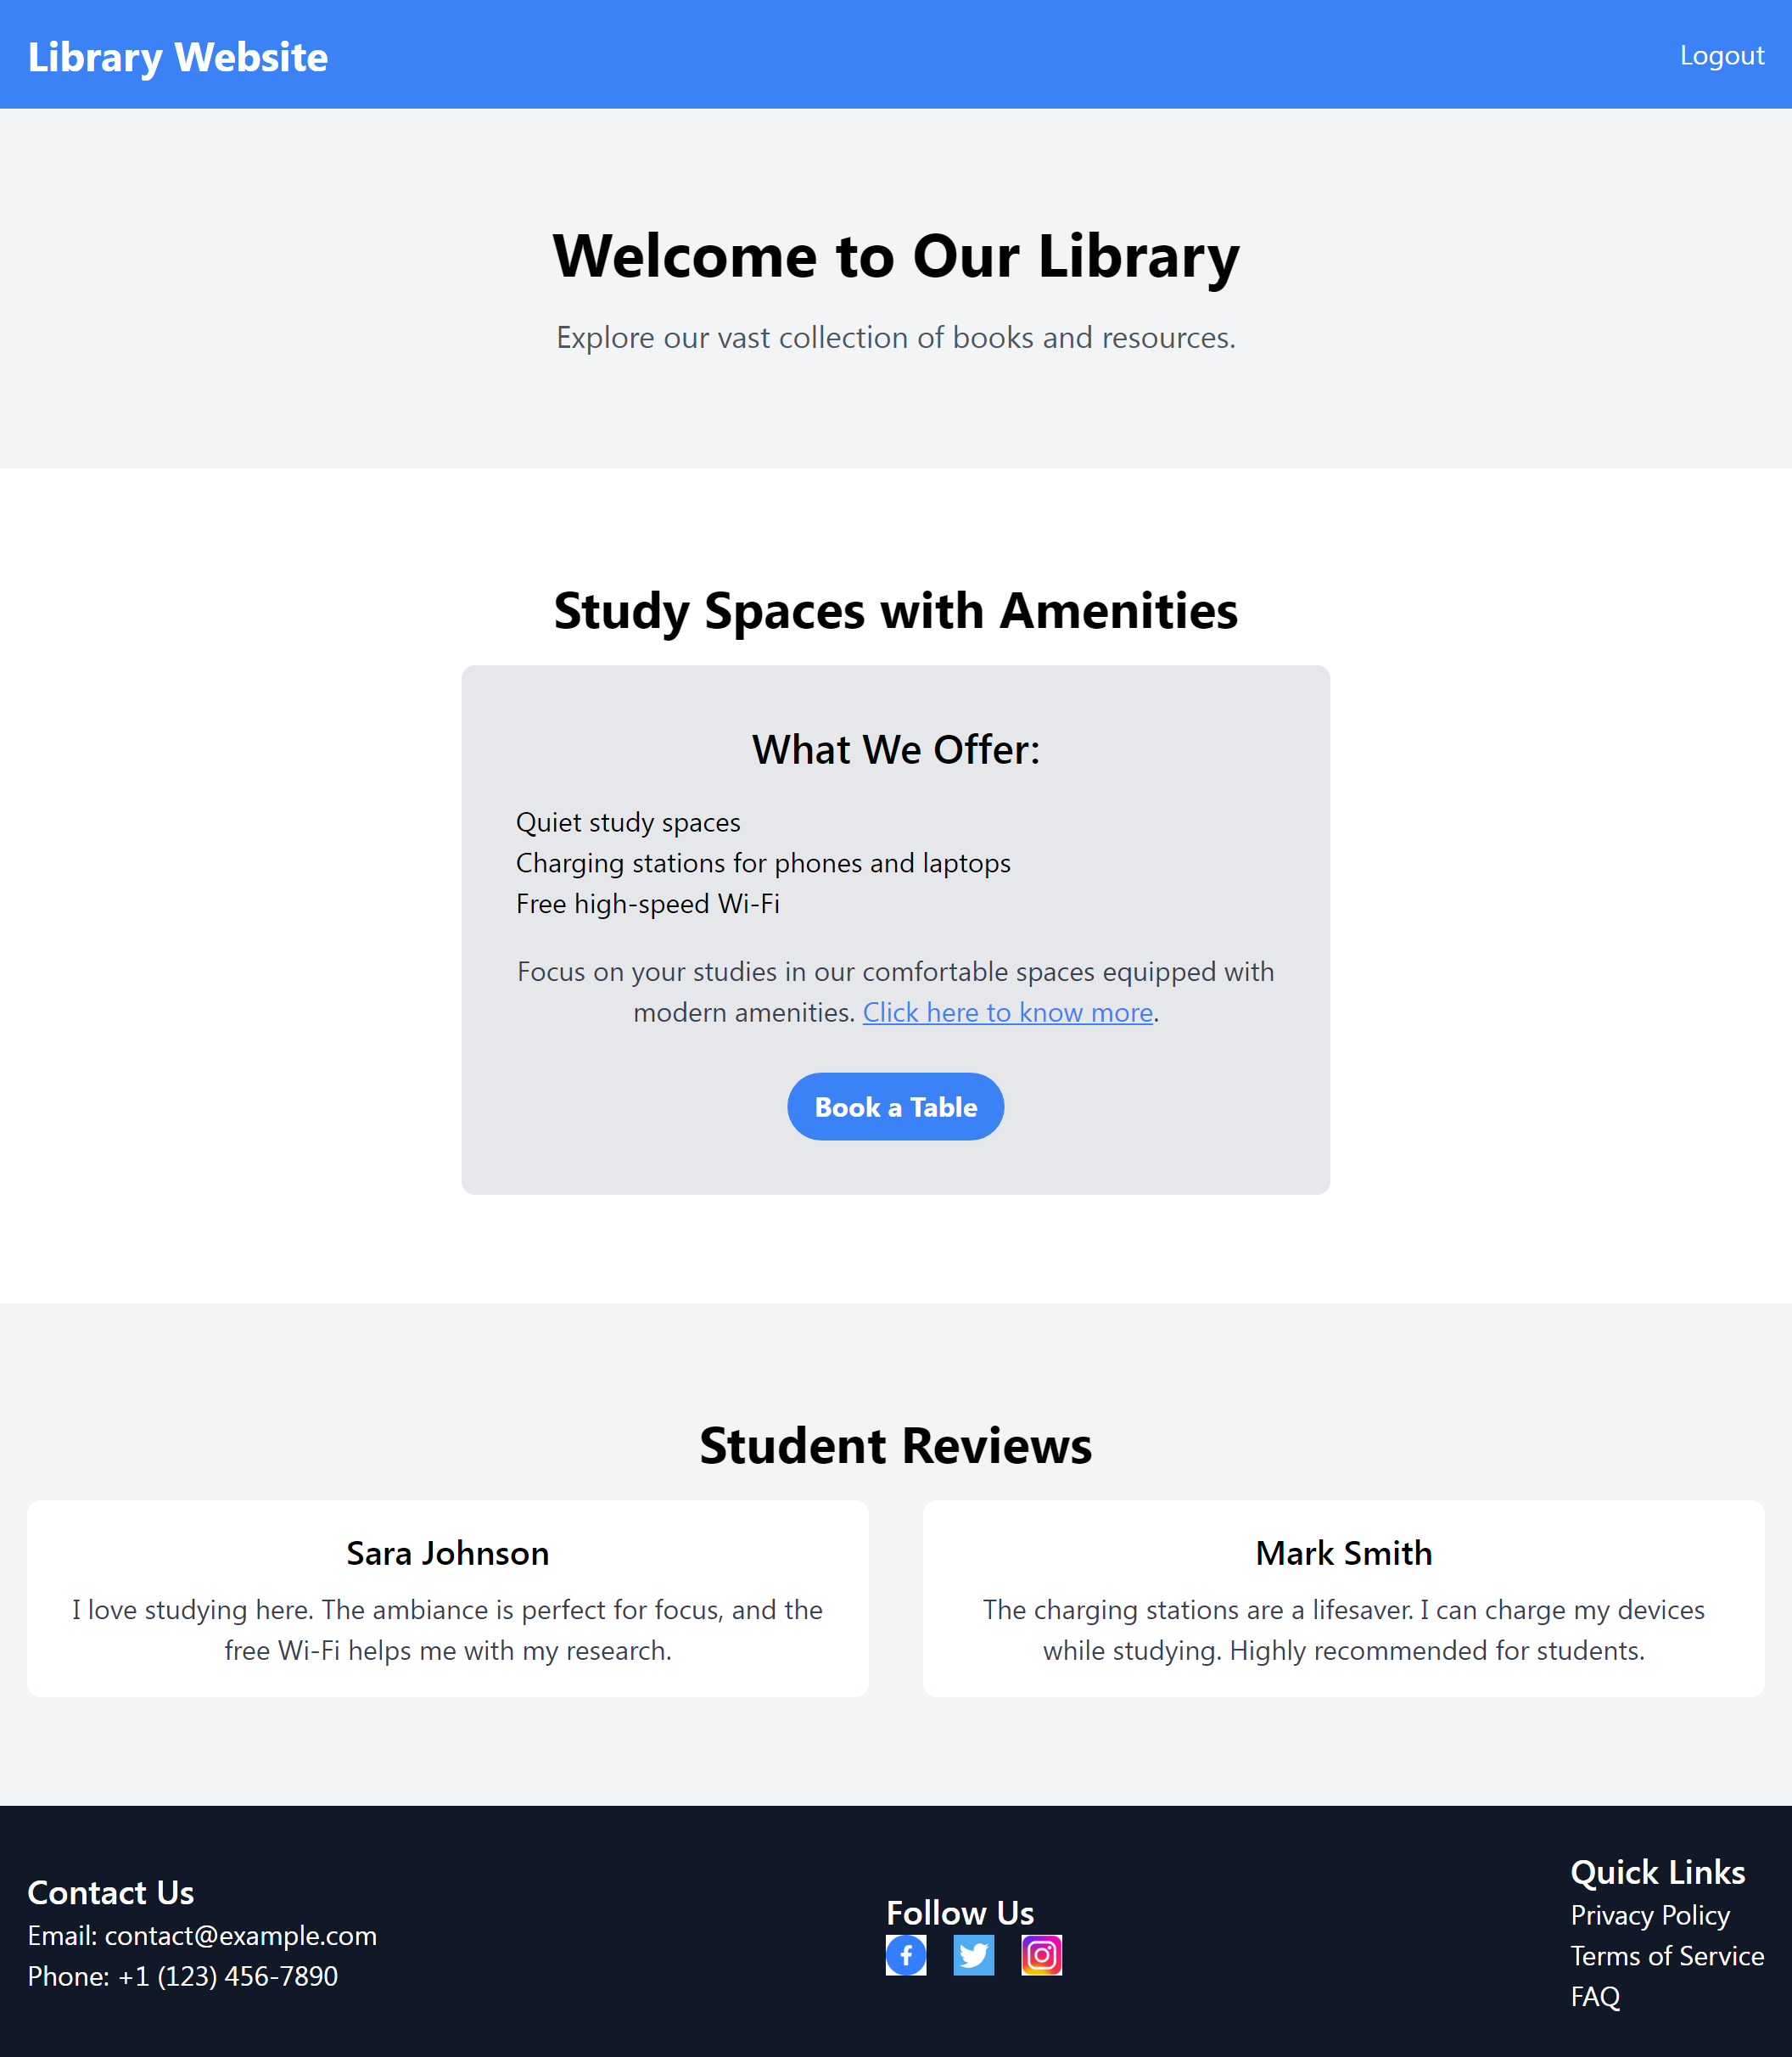 Library Website
Logout
Welcome to Our Library
Explore our vast collection of books and resources.
Study Spaces with Amenities
What We Offer:
Quiet study spaces
Charging stations for phones and laptops
Free high-speed Wi-Fi
Focus on your studies in our comfortable spaces equipped with
modern amenities. Click here to know more.
Book a Table
Student Reviews
Sara Johnson
I love studying here. The ambiance is perfect for focus, and the
free Wi-Fi helps me with my research.
Mark Smith
The charging stations are a lifesaver. I can charge my devices
while studying. Highly recommended for students.
Contact Us
Email: contact@example.com
Phone: +1 (123) 456-7890
Follow Us
Quick Links
Privacy Policy
Terms of Service
FAQ